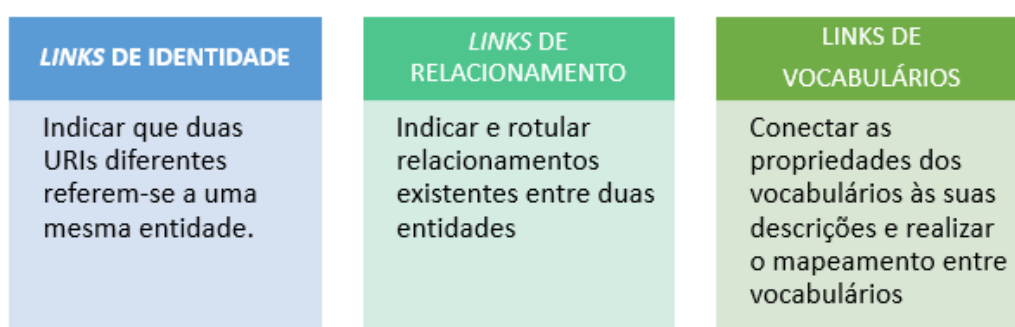 LINKS DE IDENTIDADE
Indicar que duas
URIs diferentes
referem-se a uma
mesma entidade.
LINKS DE
RELACIONAMENTO
Indicar e rotular
relacionamentos
existentes entre duas
entidades
LINKS DE
VOCABULÁRIOS
Conectar as
propriedades dos
vocabulários às suas
descrições e realizar
o mapeamento entre
vocabulários